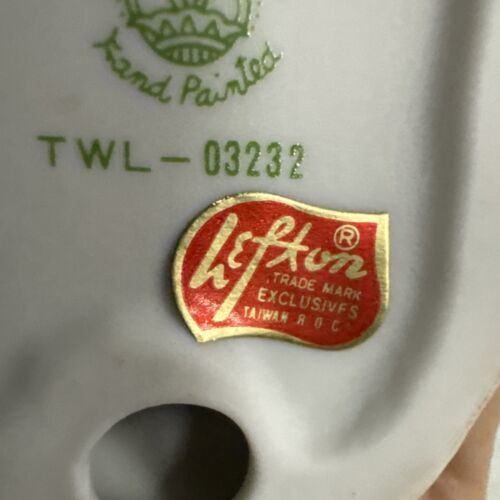 Hand Painted
TWL-03232
Lefton ®
TRADE MARK
EXCLUSIVES
TAIWAN R O C